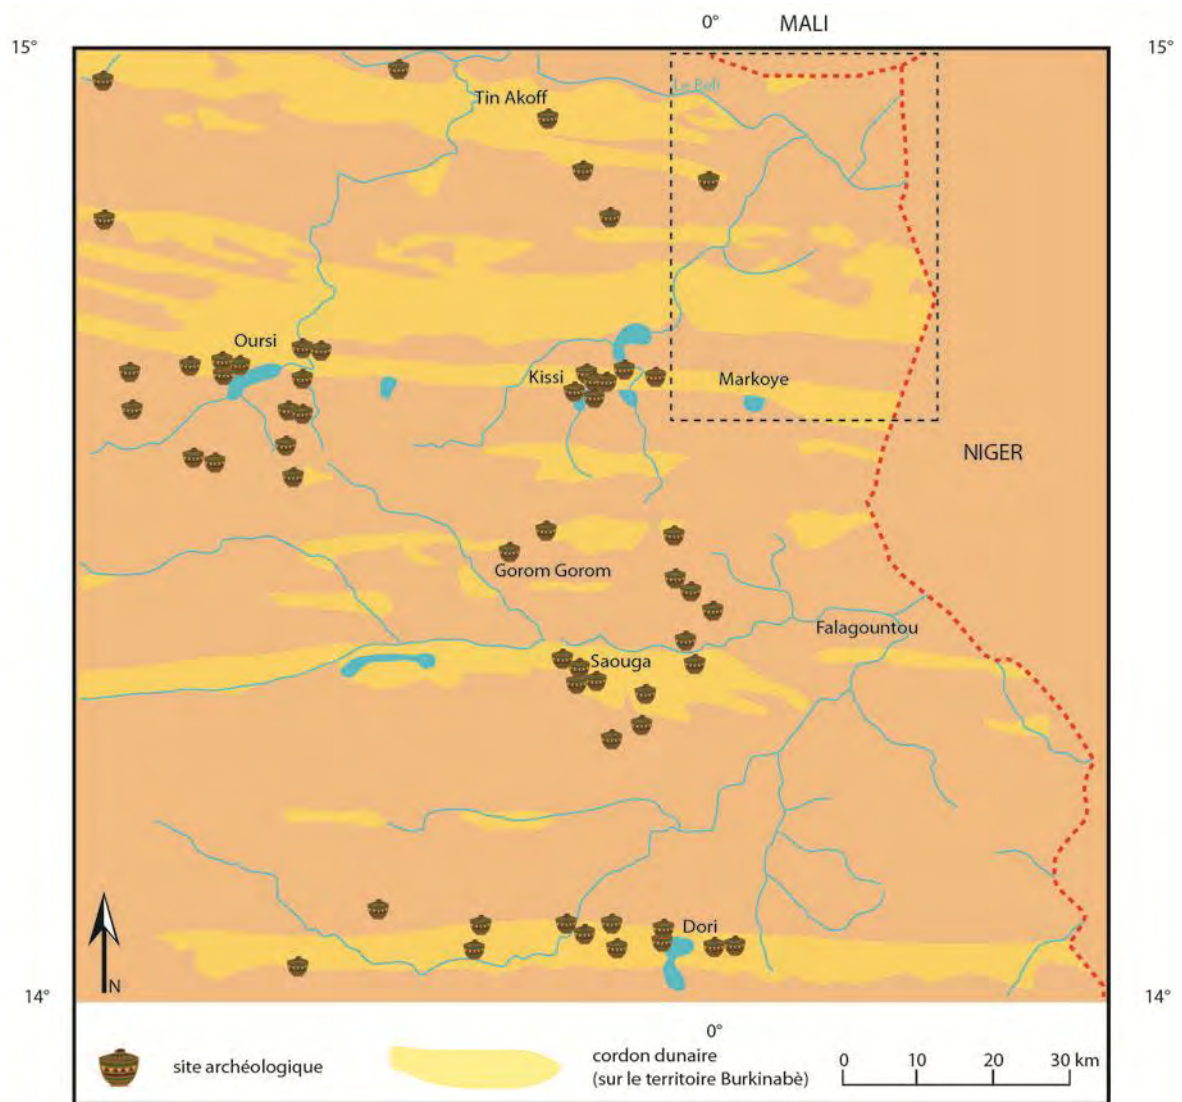 0° MALI
15° 15°
Le Béli
Tin Akoff
Oursi
Kissi Markoye
NIGER
Gorom Gorom
Falagountou
Saouga
Dori
N
14° 14°
0°
site archéologique
cordon dunaire
(sur le territoire Burkinabè)
0 10 20 30 km